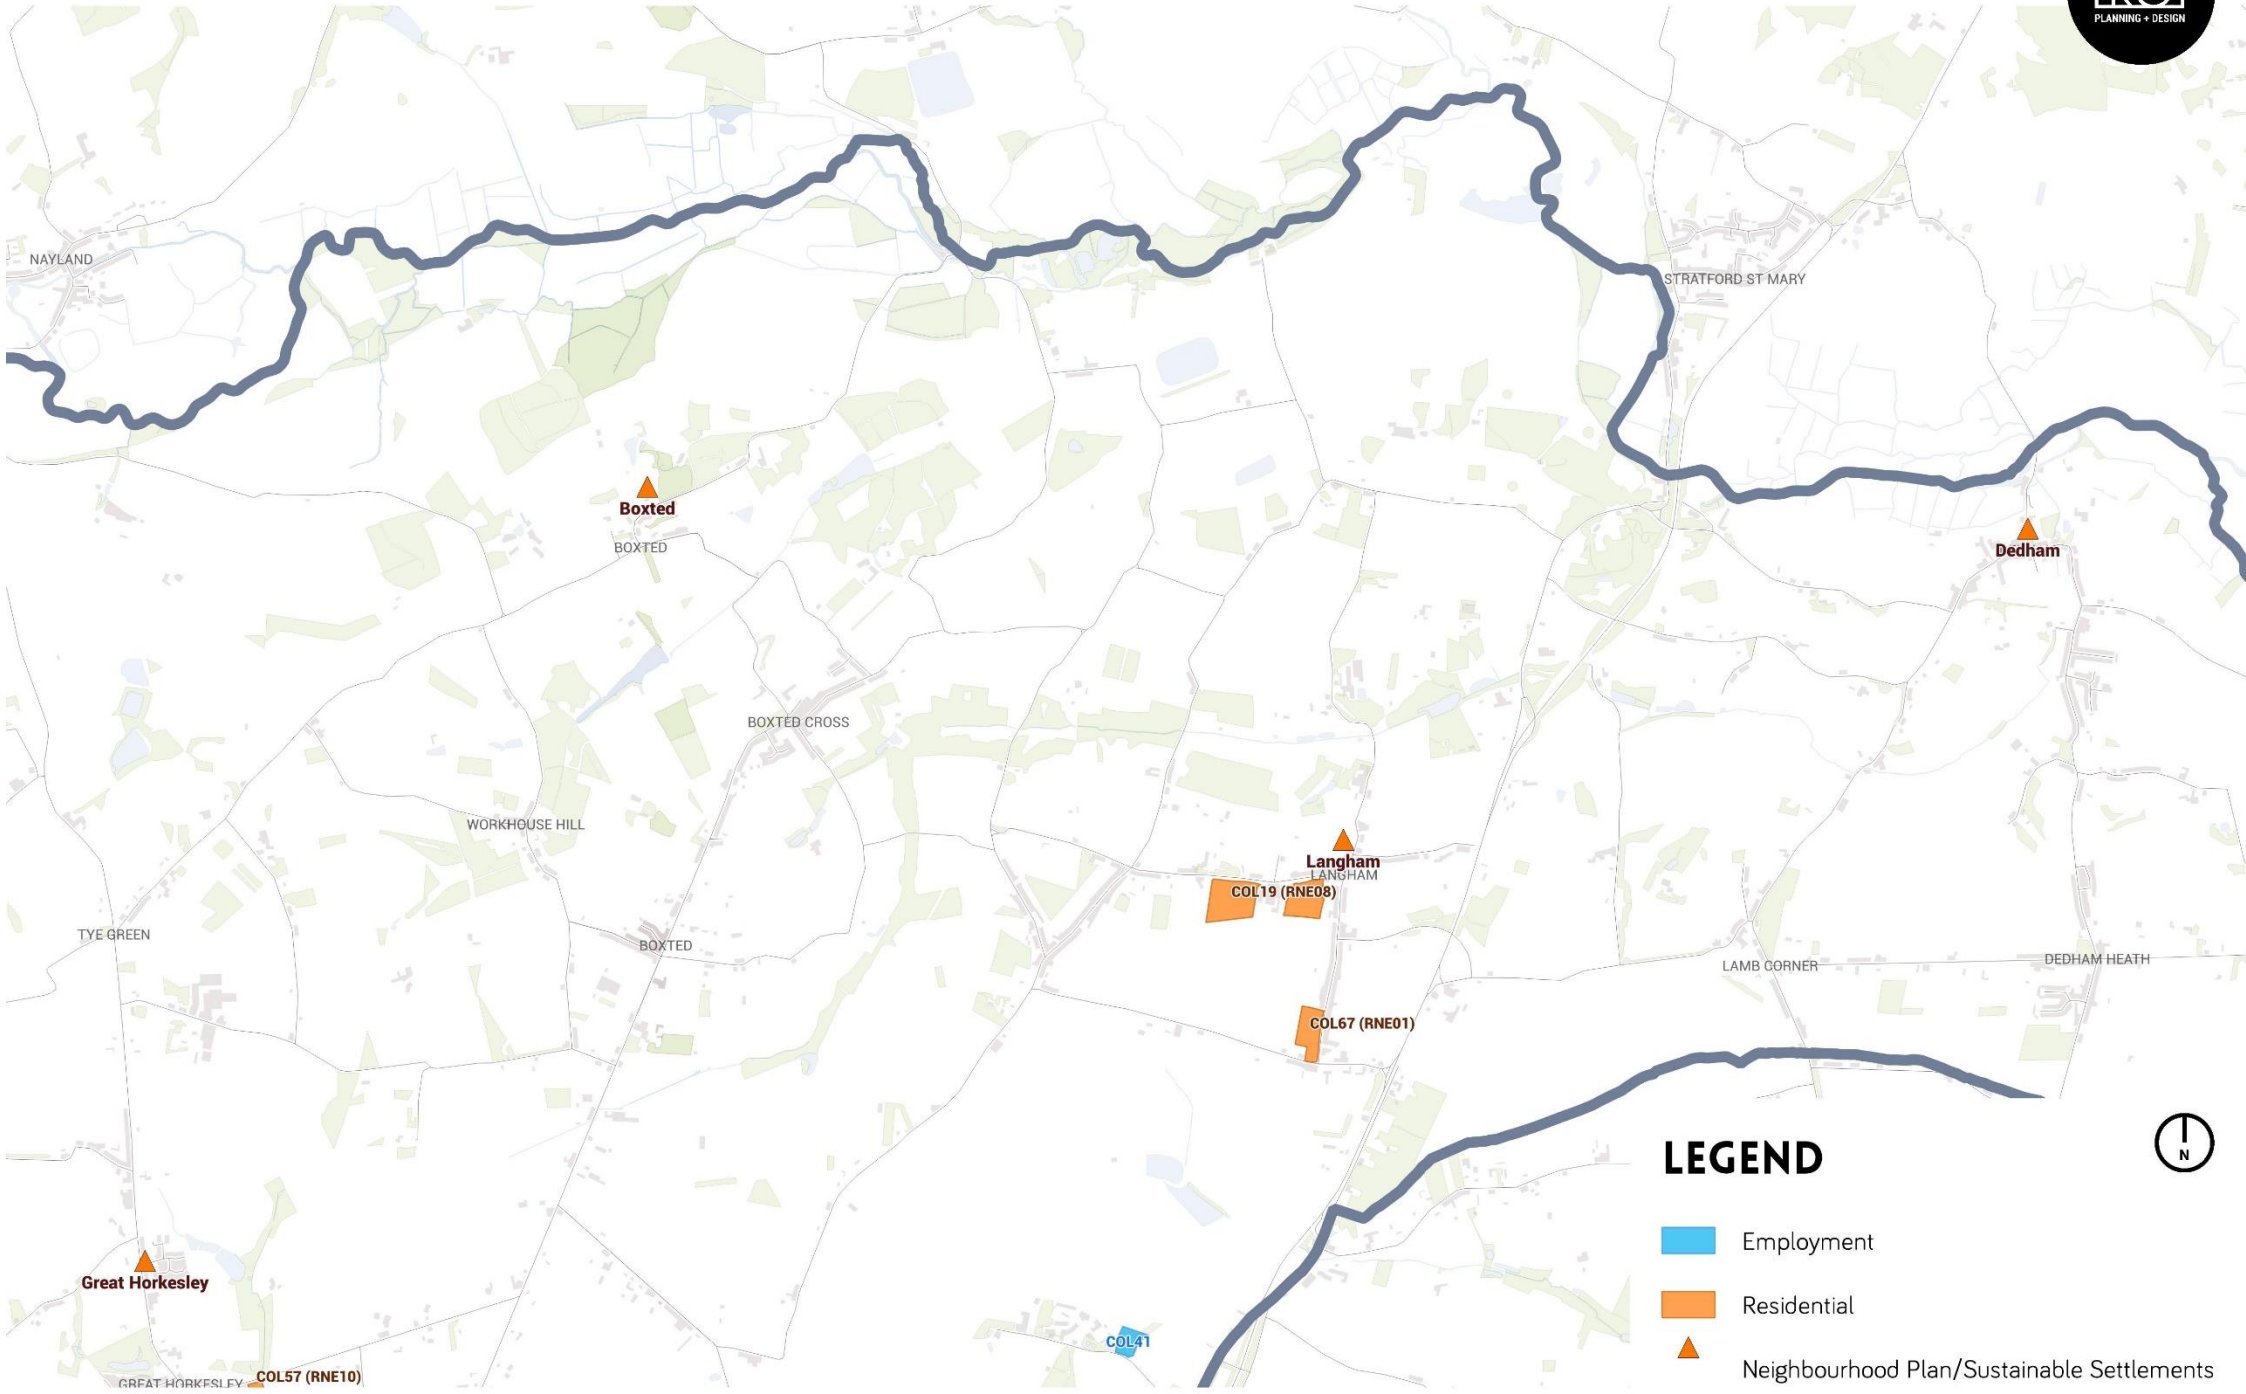 PLANNING + DESIGN
NAYLAND
STRATFORD ST MARY
Boxted
BOXTED
Dedham
BOXTED CROSS
WORKHOUSE HILL
Langham
LANGHAM
COL19 (RNE08)
TYE GREEN
BOXTED
LAMB CORNER
DEDHAM HEATH
COL67 (RNE01)
LEGEND
N
Employment
Great Horkesley
Residential
COL41
Neighbourhood Plan/Sustainable Settlements
COL57 (RNE10)
GREAT HORKESLEY